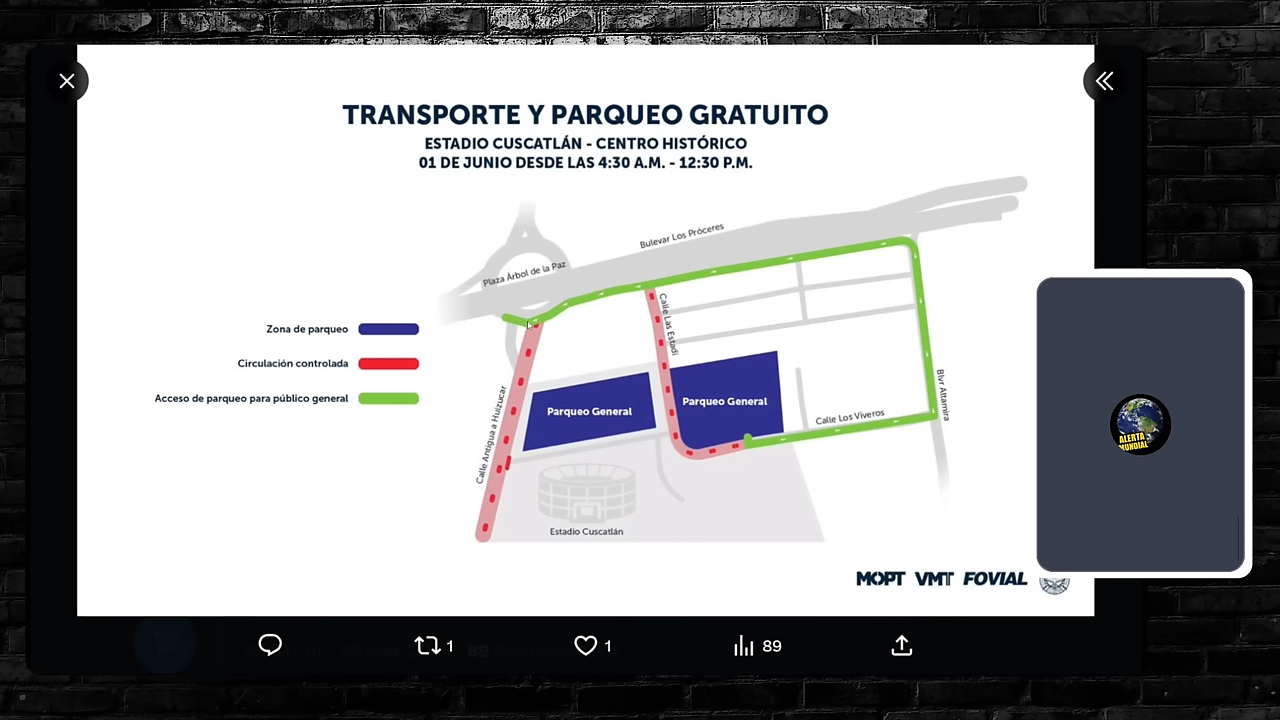 TRANSPORTE Y PARQUEO GRATUITO
ESTADIO CUSCATLÁN - CENTRO HISTÓRICO
01 DE JUNIO DESDE LAS 4:30 A.M. - 12:30 P.M.
Bulevar Los Próceres
Plaza Árbol de la Paz
Calle Las Estadi
Zona de parqueo
Circulación controlada
Acceso de parqueo para público general
Calle Antigua a Huizucar
Parqueo General
Parqueo General
Calle Los Viveros
Blvr Altamira
Estadio Cuscatlán
ALERTA
MUNDIAL
MOPT VMT FOVIAL
1
1
89